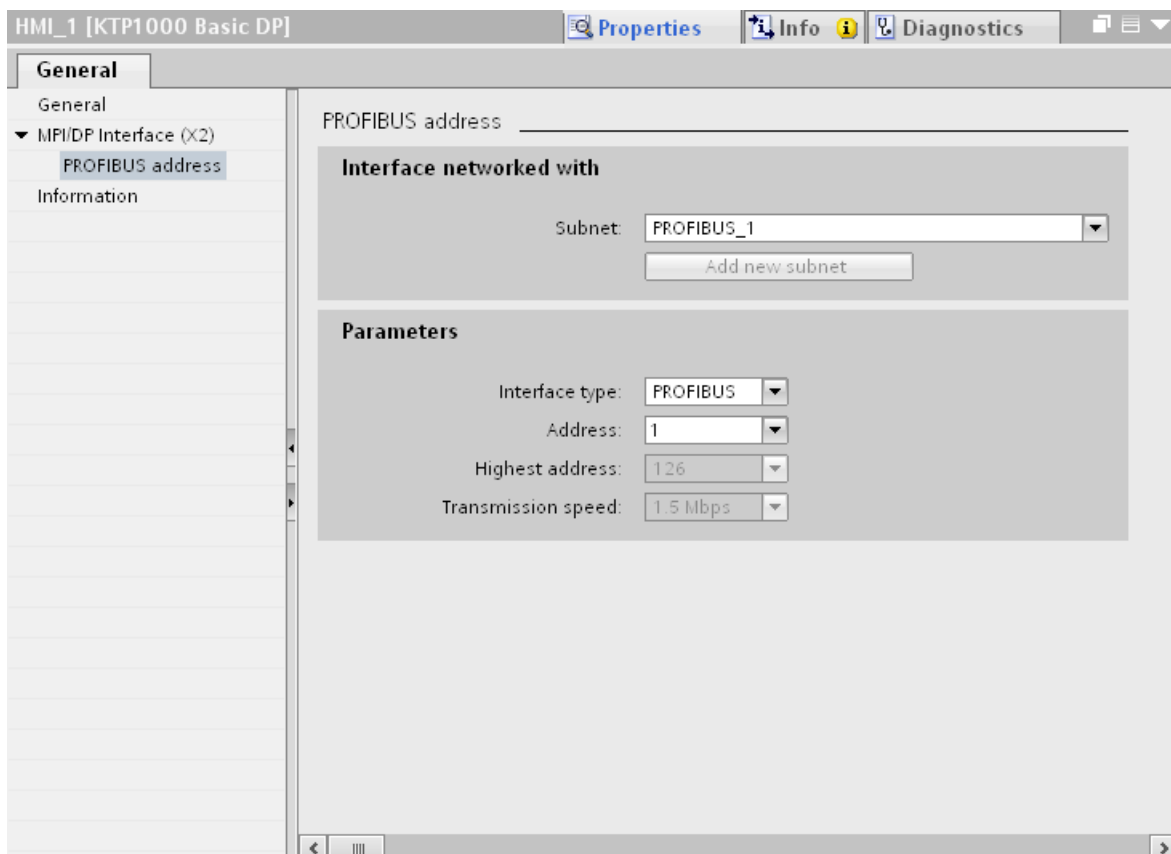 HMI_1 [KTP1000 Basic DP]
Properties
Info
Diagnostics
General
General
MPI/DP Interface (X2)
PROFIBUS address
Information
PROFIBUS address
Interface networked with
Subnet: PROFIBUS_1
Add new subnet
Parameters
Interface type: PROFIBUS
Address: 1
Highest address: 126
Transmission speed: 1.5 Mbps